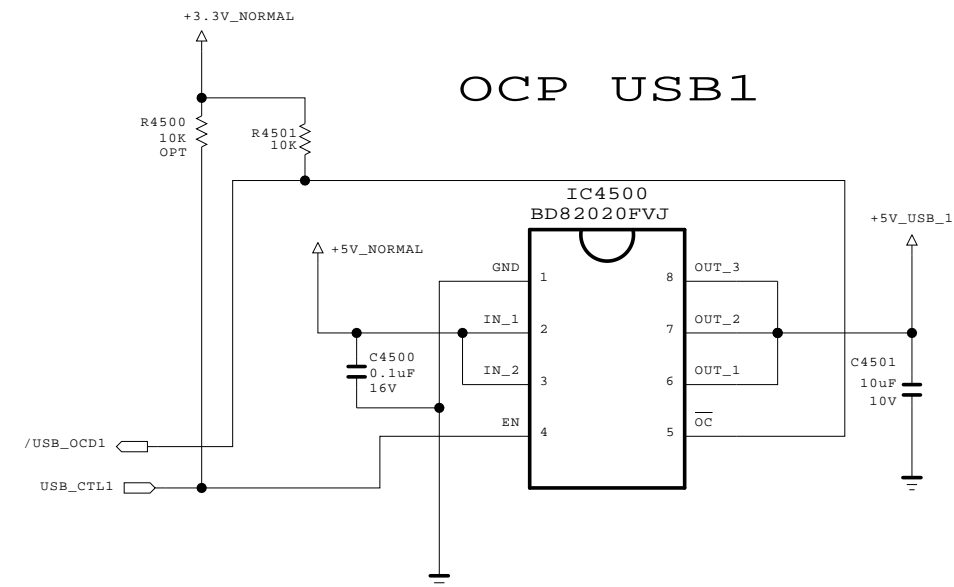 +3.3V_NORMAL
OCP USB1
R4500
10K
OPT
R4501
10K
IC4500
BD82020FVJ
+5V_USB_1
+5V_NORMAL
GND
1
8
OUT_3
IN_1
2
7
OUT_2
C4500
0.1uF
16V
IN_2
3
6
OUT_1
C4501
10uF
10V
EN
4
5
OC
/USB_OCD1
USB_CTL1